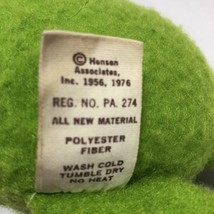 © Henson
Associates,
Inc. 1956, 1976
REG. NO. PA. 274
ALL NEW MATERIAL
POLYESTER
FIBER
WASH COLD
TUMBLE DRY
NO HEAT